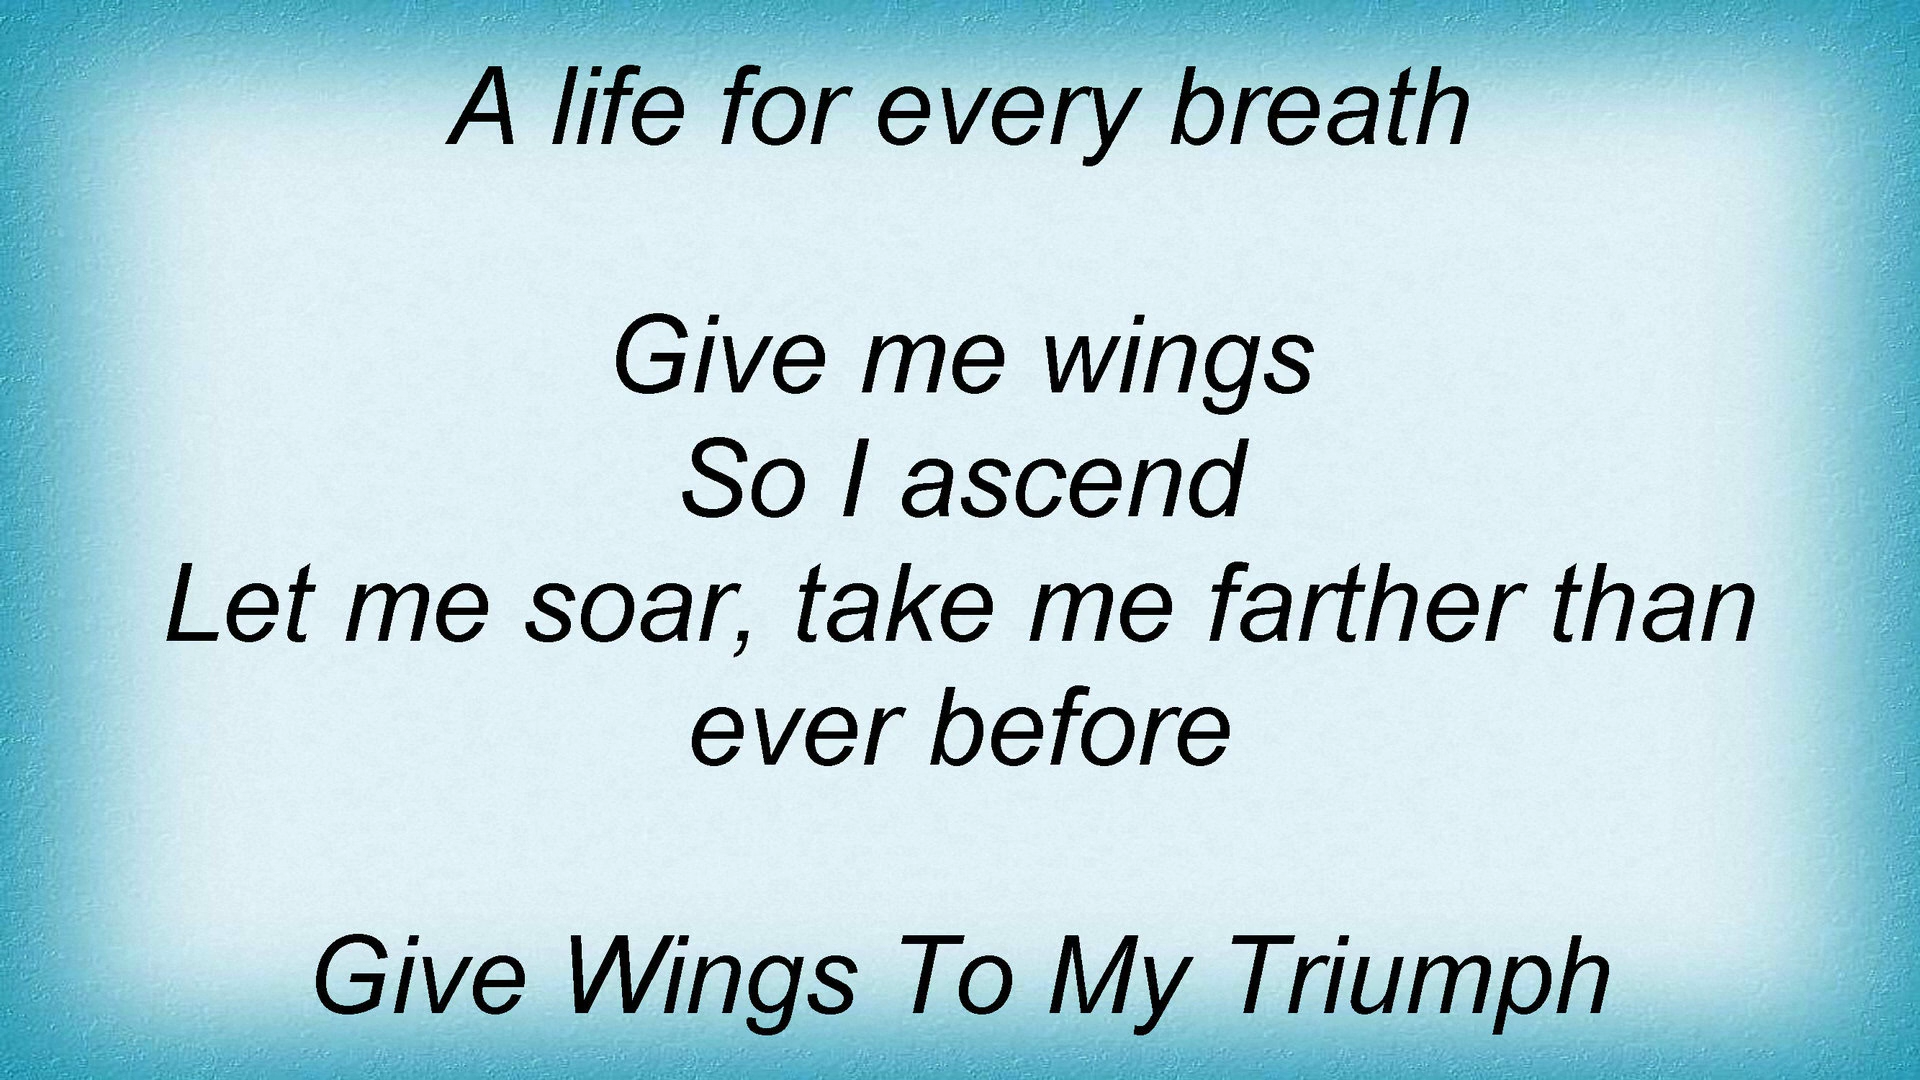 A life for every breath
Give me wings
So I ascend
Let me soar, take me farther than
ever before
Give Wings To My Triumph